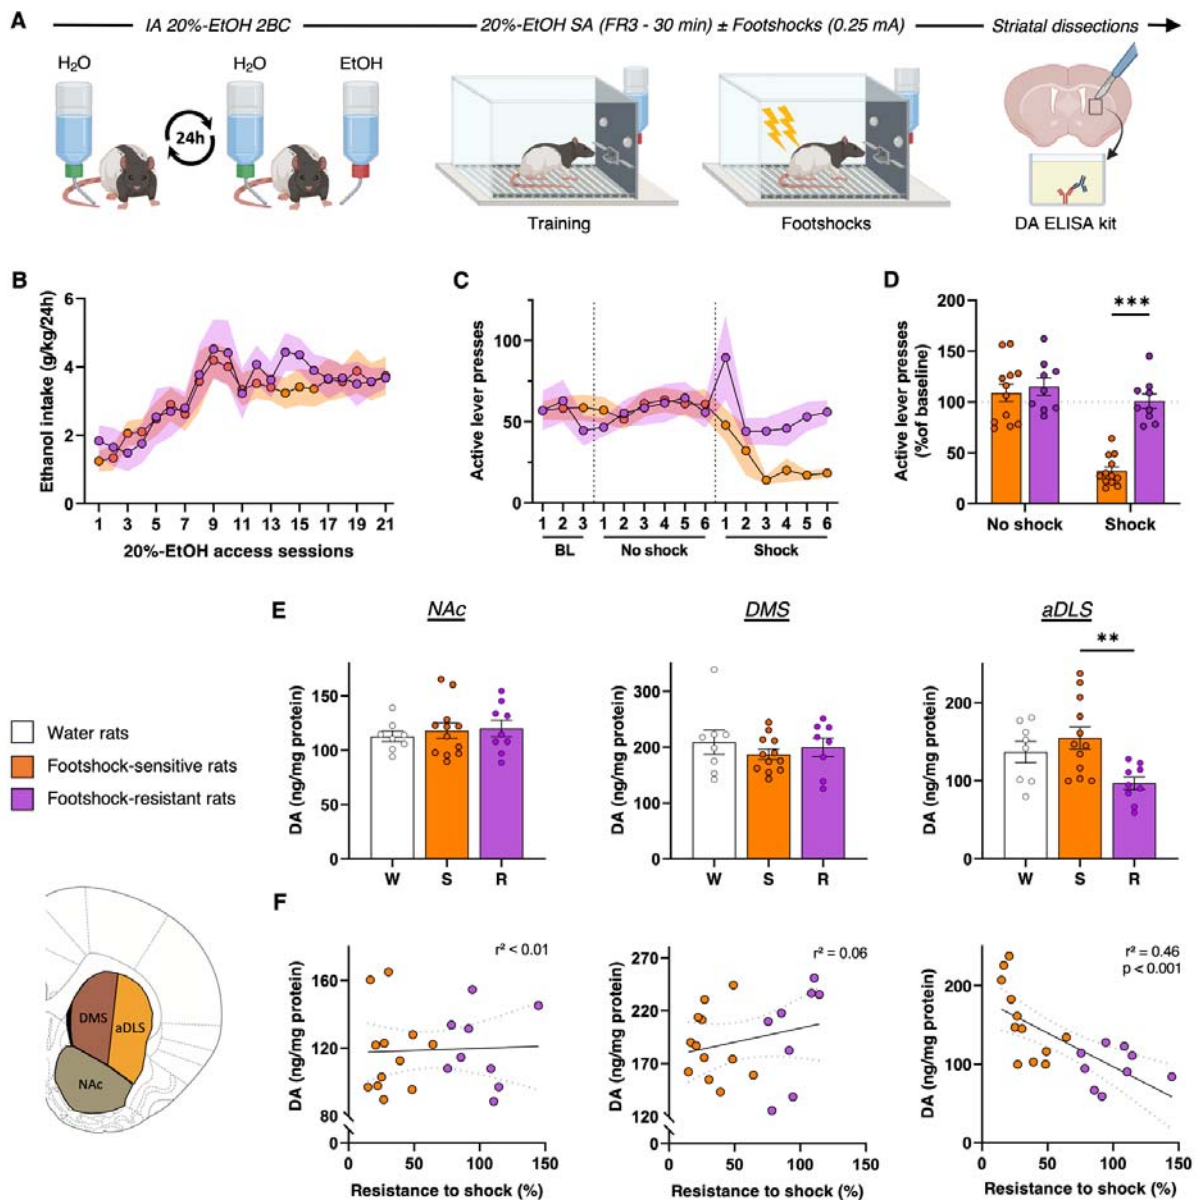 A
IA 20%-EtOH 2BC
20%-EtOH SA (FR3 - 30 min) ± Footshocks (0.25 mA)
Striatal dissections
H₂O
H₂O
EtOH
24h
Training
Footshocks
DA ELISA kit
B
Ethanol intake (g/kg/24h)
6
4
2
0
1 3 5 7 9 11 13 15 17 19 21
20%-EtOH access sessions
C
Active lever presses
100
50
0
1 2 3 1 2 3 4 5 6 1 2 3 4 5 6
BL No shock Shock
D
Active lever presses
(%of baseline)
200
150
100
50
0
***
No shock Shock
E
NAc
DMS
aDLS
DA (ng/mg protein)
150
100
50
0
W S R
DA (ng/mg protein)
300
200
100
0
W S R
DA (ng/mg protein)
200
100
0
**
W S R
Water rats
Footshock-sensitive rats
Footshock-resistant rats
DMS
aDLS
NAc
F
DA (ng/mg protein)
160
120
80
0
r² < 0.01
0 50 100 150
Resistance to shock (%)
DA (ng/mg protein)
270
220
170
120
0
r² = 0.06
0 50 100 150
Resistance to shock (%)
DA (ng/mg protein)
200
100
0
r² = 0.46
p < 0.001
0 50 100 150
Resistance to shock (%)